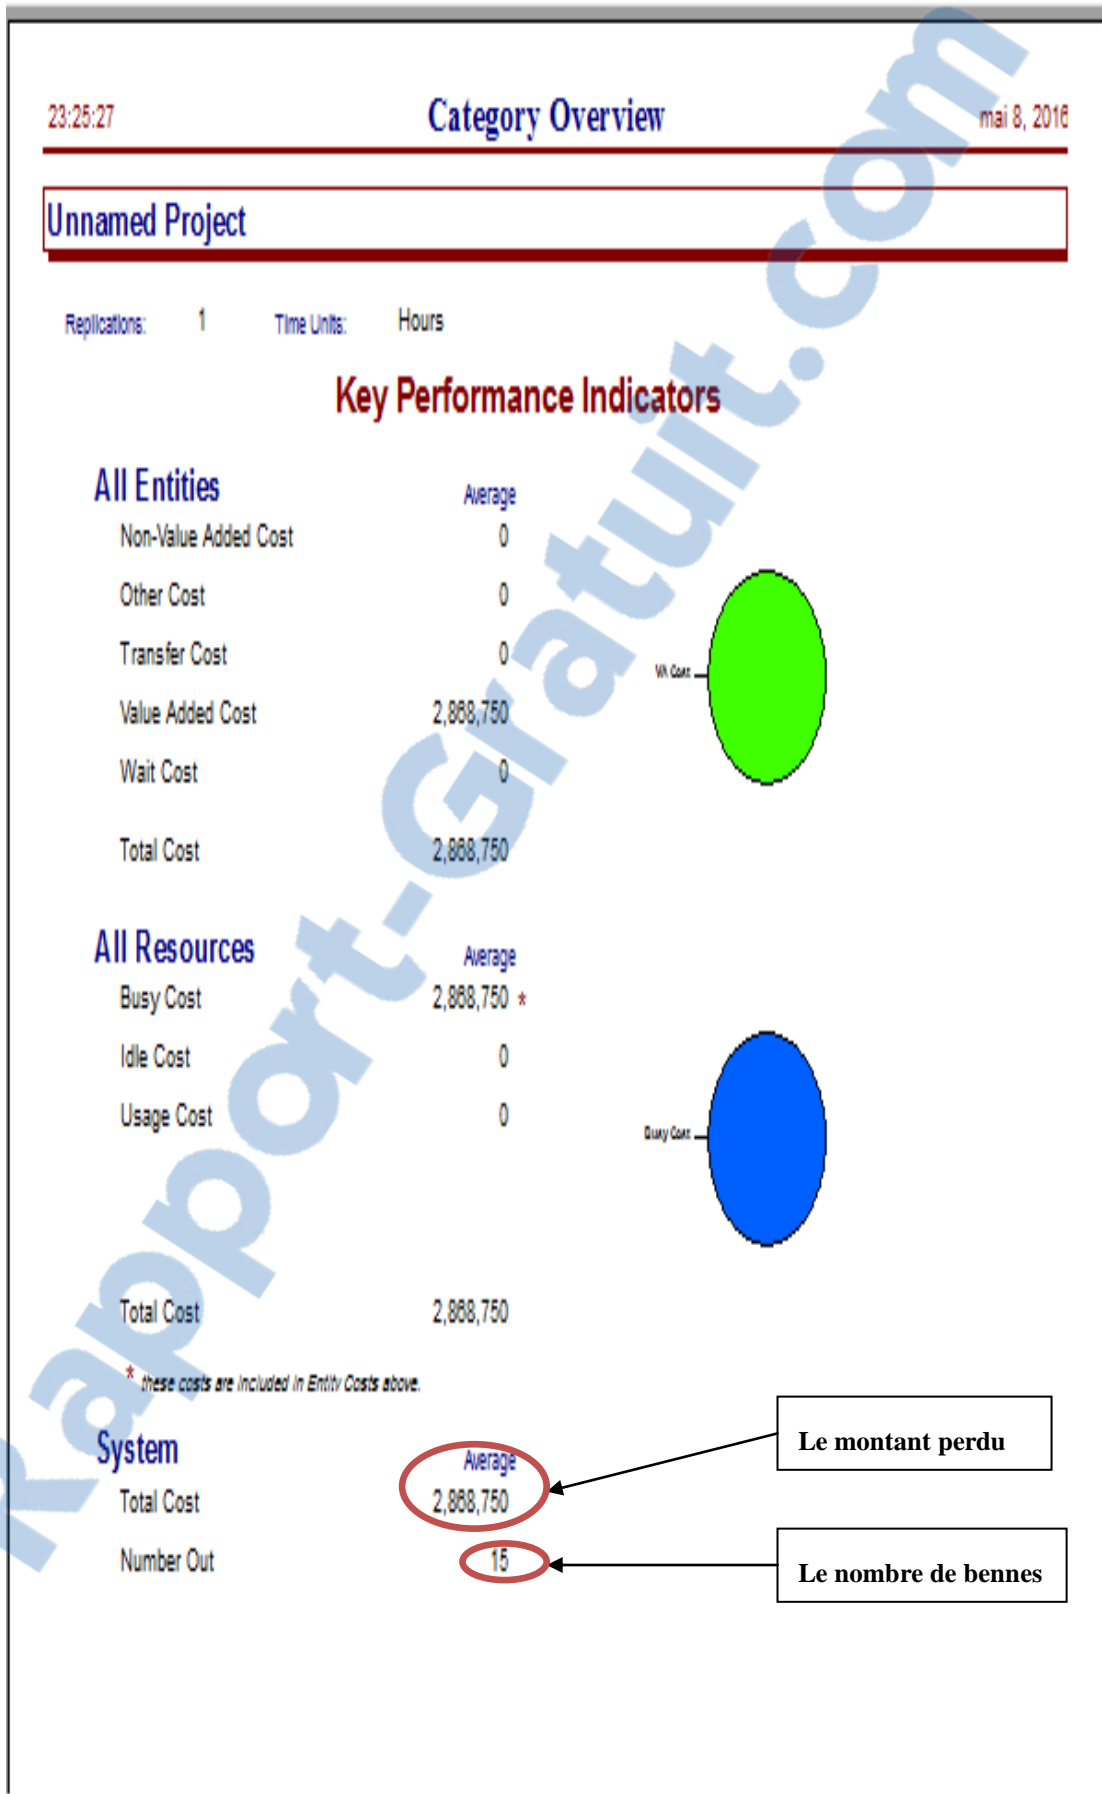 23:25:27 Category Overview mai 8, 2016
Unnamed Project
Replications: 1 Time Units: Hours
Key Performance Indicators
All Entities Average
Non-Value Added Cost 0
Other Cost 0
Transfer Cost 0
Value Added Cost 2,868,750
Wait Cost 0
Total Cost 2,868,750
VA Cost
All Resources Average
Busy Cost 2,868,750 *
Idle Cost 0
Usage Cost 0
Busy Cost
Total Cost 2,868,750
* these costs are included in Entity Costs above.
System Average
Total Cost 2,868,750
Number Out 15
Le montant perdu
Le nombre de bennes
Rapport-Gratuit.com